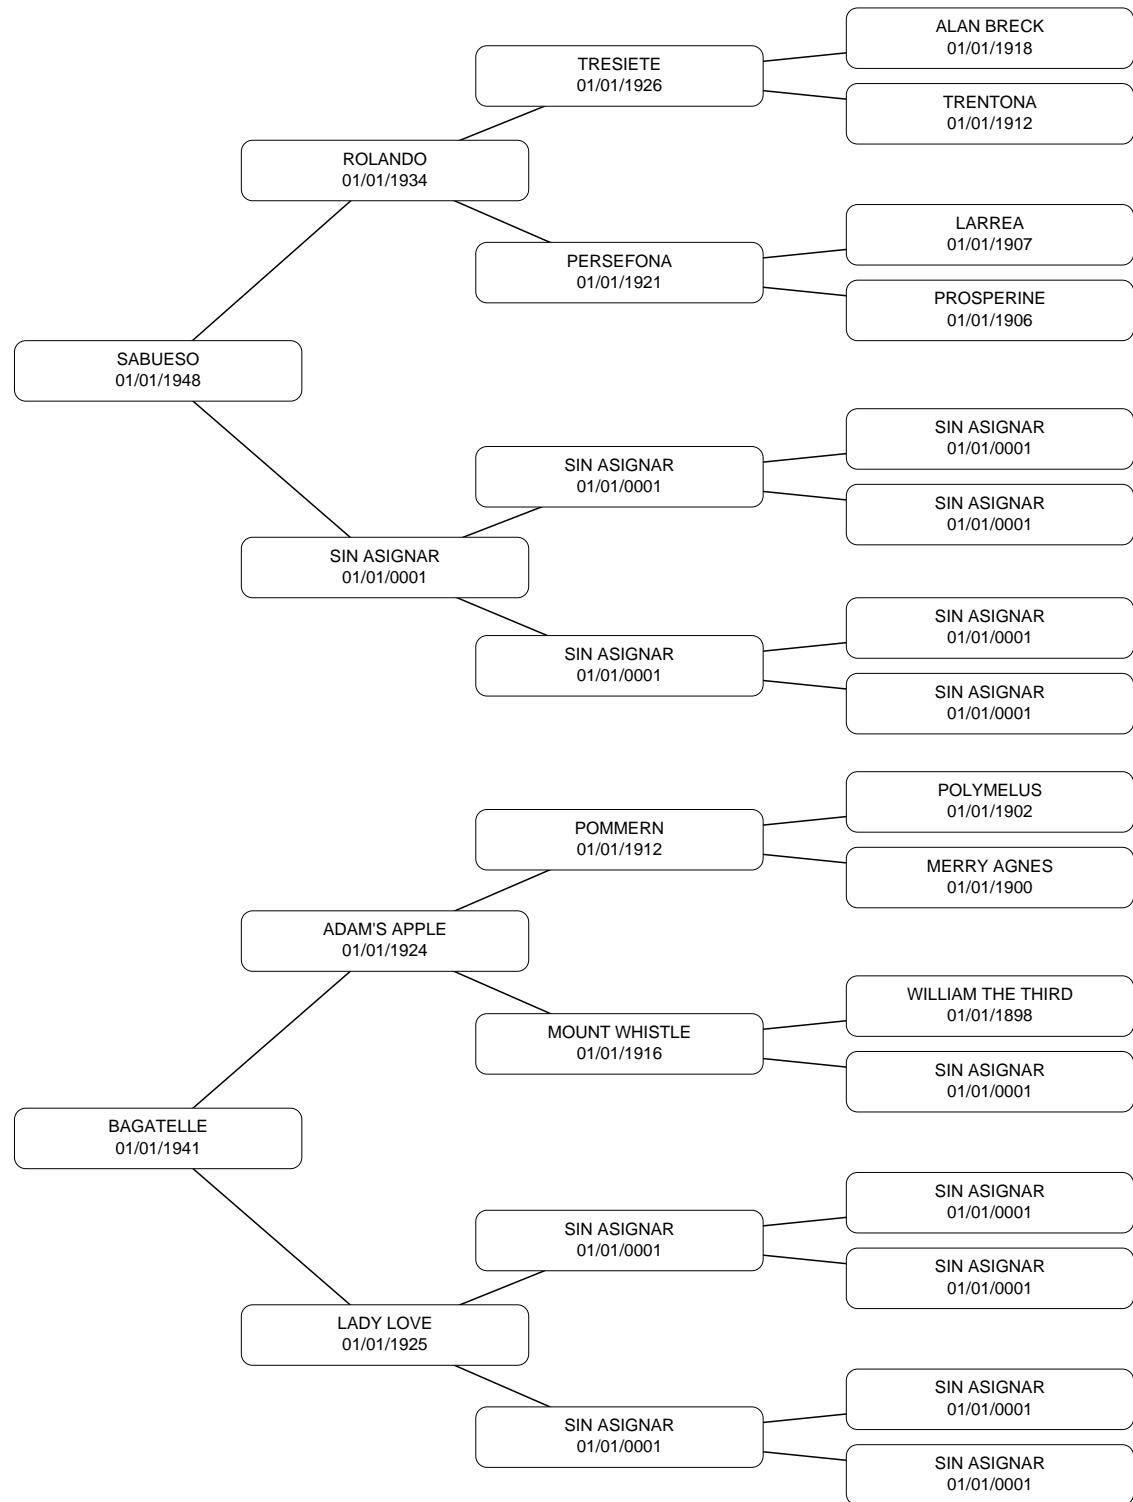 ALAN BRECK
01/01/1918
TRESIETE
01/01/1926
TRENTONA
01/01/1912
ROLANDO
01/01/1934
LARREA
01/01/1907
PERSEFONA
01/01/1921
PROSPERINE
01/01/1906
SABUESO
01/01/1948
SIN ASIGNAR
01/01/0001
SIN ASIGNAR
01/01/0001
SIN ASIGNAR
01/01/0001
SIN ASIGNAR
01/01/0001
SIN ASIGNAR
01/01/0001
SIN ASIGNAR
01/01/0001
SIN ASIGNAR
01/01/0001
POLYMELUS
01/01/1902
POMMERN
01/01/1912
MERRY AGNES
01/01/1900
ADAM'S APPLE
01/01/1924
WILLIAM THE THIRD
01/01/1898
MOUNT WHISTLE
01/01/1916
SIN ASIGNAR
01/01/0001
BAGATELLE
01/01/1941
SIN ASIGNAR
01/01/0001
SIN ASIGNAR
01/01/0001
SIN ASIGNAR
01/01/0001
LADY LOVE
01/01/1925
SIN ASIGNAR
01/01/0001
SIN ASIGNAR
01/01/0001
SIN ASIGNAR
01/01/0001